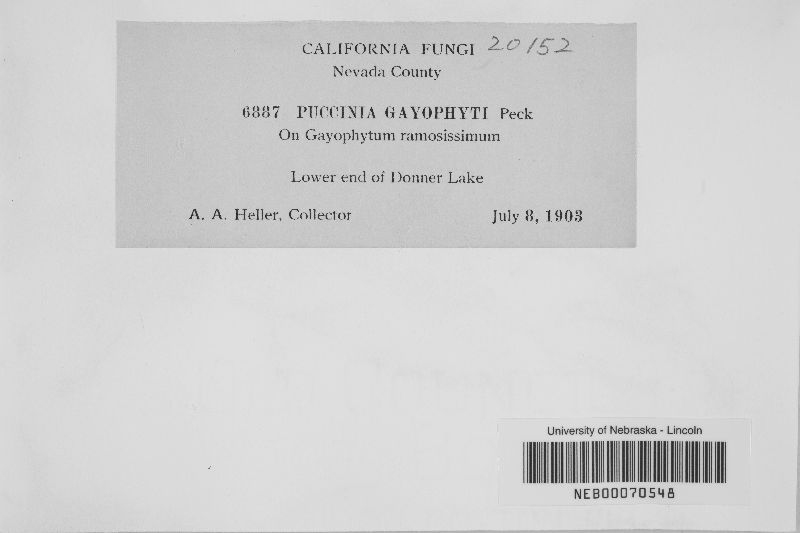 CALIFORNIA FUNGI 20152
Nevada County
6887 PUCCINIA GAYOPHYTI Peck
On Gayophytum ramosissimum
Lower end of Donner Lake
A. A. Heller, Collector July 8, 1903
University of Nebraska - Lincoln
NEB00070548